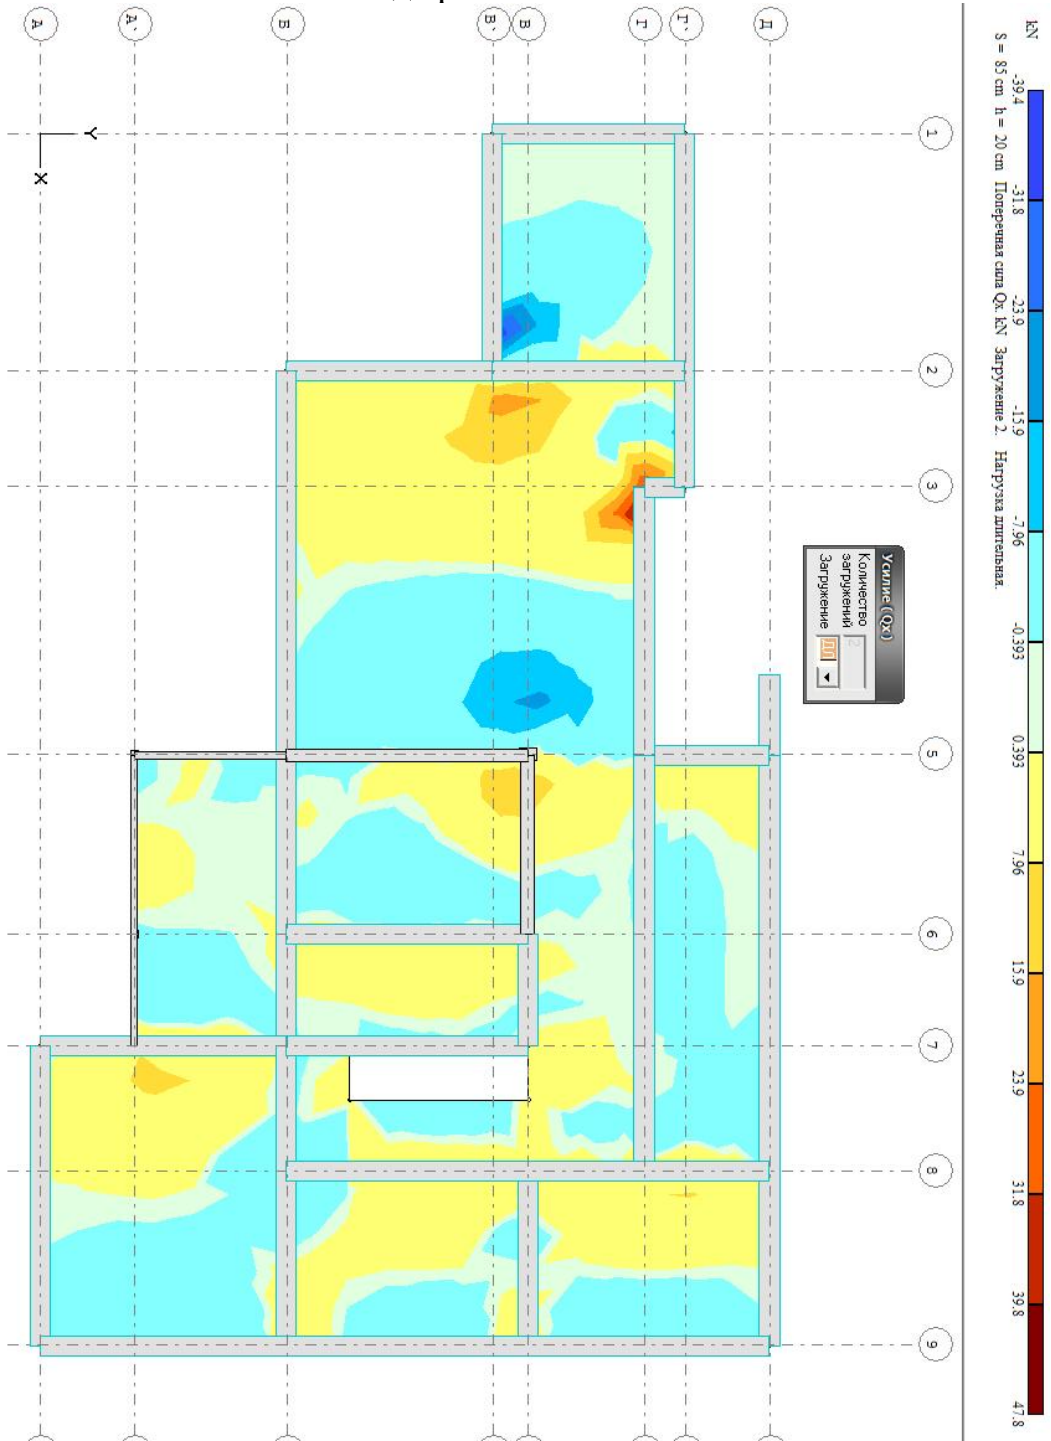 kN
-39.4 -31.8 -23.9 -15.9 -7.96 -0.393 0.393 7.96 15.9 23.9 31.8 39.8 47.8
S = 85 cm h = 20 cm Поперечная сила Qx, kN Загружение 2. Нагрузка длительная.
Усилие ( Qx )
Количество
загружений 2
Загружение ДЛ
1 2 3 5 6 7 8 9
Д
Г`
Г
В
В`
Б
А`
А
Y
X